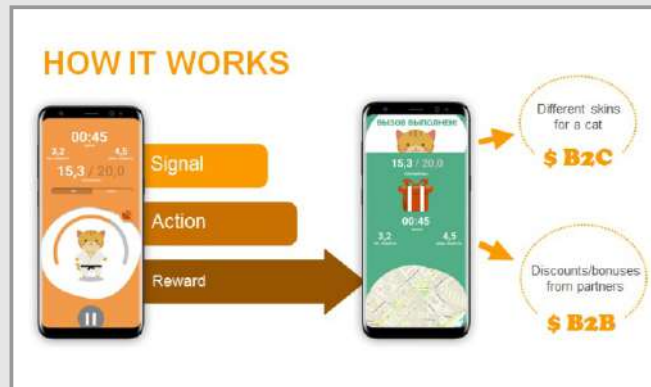 HOW IT WORKS
00:45
3,2
4,5
15,3 / 20,0
Signal
Action
Reward
ВЫЗОВ ВЫПОЛНЕН!
15,3 / 20,0
00:45
3,2
4,5
Different skins
for a cat
$ B2C
Discounts/bonuses
from partners
$ B2B